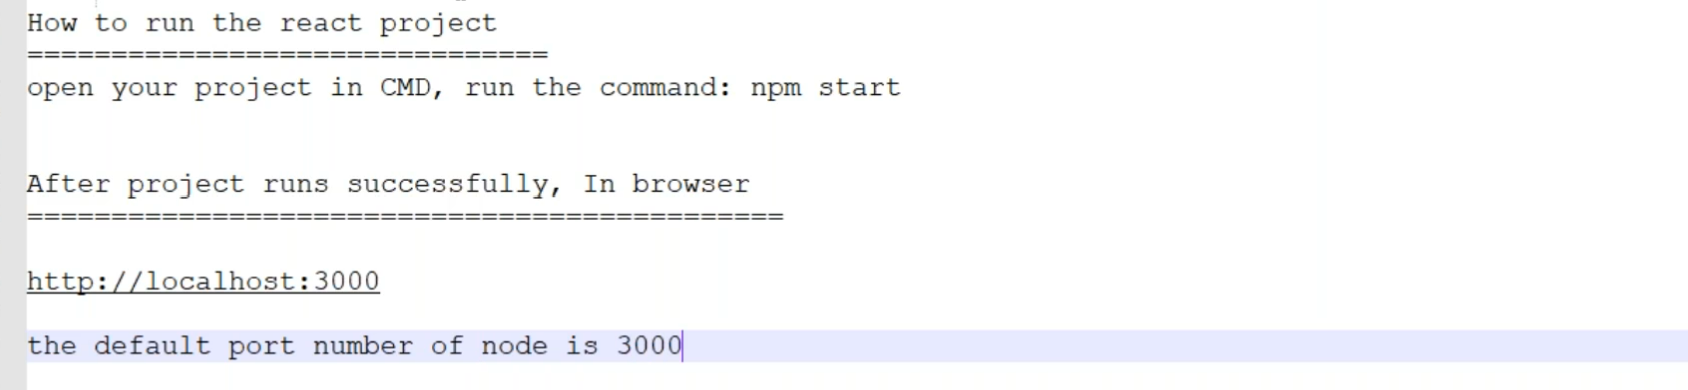 How to run the react project
===============================
open your project in CMD, run the command: npm start
After project runs successfully, In browser
=============================================
http://localhost:3000
the default port number of node is 3000